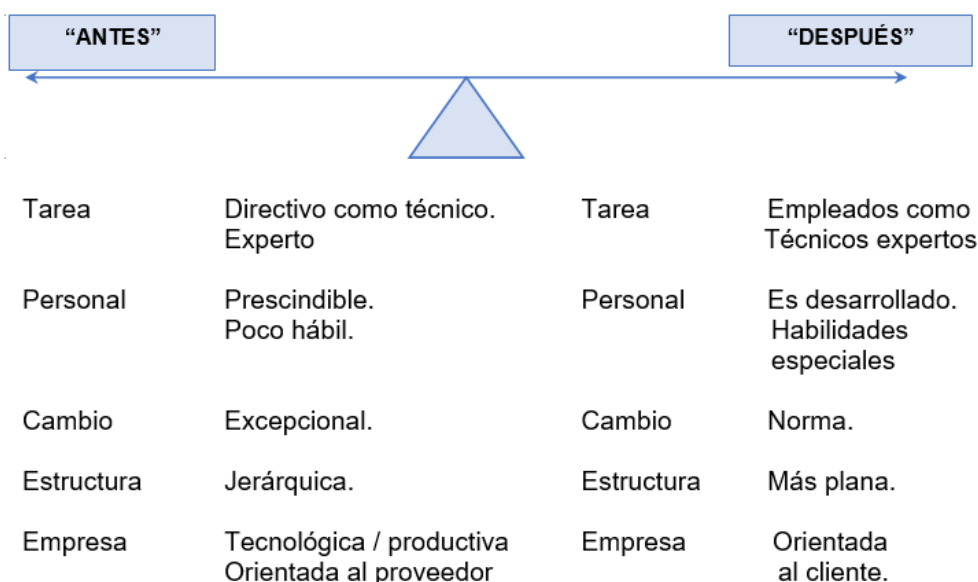 “ANTES”
“DESPUÉS”
Tarea Directivo como técnico. Tarea Empleados como
Experto Técnicos expertos
Personal Prescindible. Personal Es desarrollado.
Poco hábil. Habilidades
especiales
Cambio Excepcional. Cambio Norma.
Estructura Jerárquica. Estructura Más plana.
Empresa Tecnológica / productiva Empresa Orientada
Orientada al proveedor al cliente.